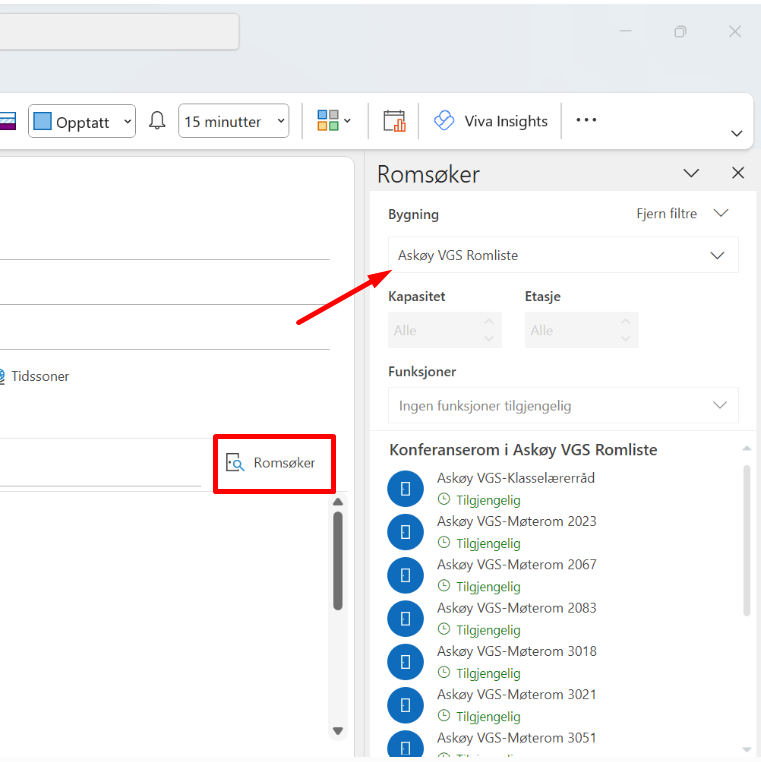 Opptatt
15 minutter
Viva Insights
Romsøker
Bygning
Fjern filtre
Askøy VGS Romliste
Kapasitet
Etasje
Alle
Alle
Tidssoner
Funksjoner
Ingen funksjoner tilgjengelig
Romsøker
Konferanserom i Askøy VGS Romliste
Askøy VGS-Klasselærerråd
Tilgjengelig
Askøy VGS-Møterom 2023
Tilgjengelig
Askøy VGS-Møterom 2067
Tilgjengelig
Askøy VGS-Møterom 2083
Tilgjengelig
Askøy VGS-Møterom 3018
Tilgjengelig
Askøy VGS-Møterom 3021
Tilgjengelig
Askøy VGS-Møterom 3051